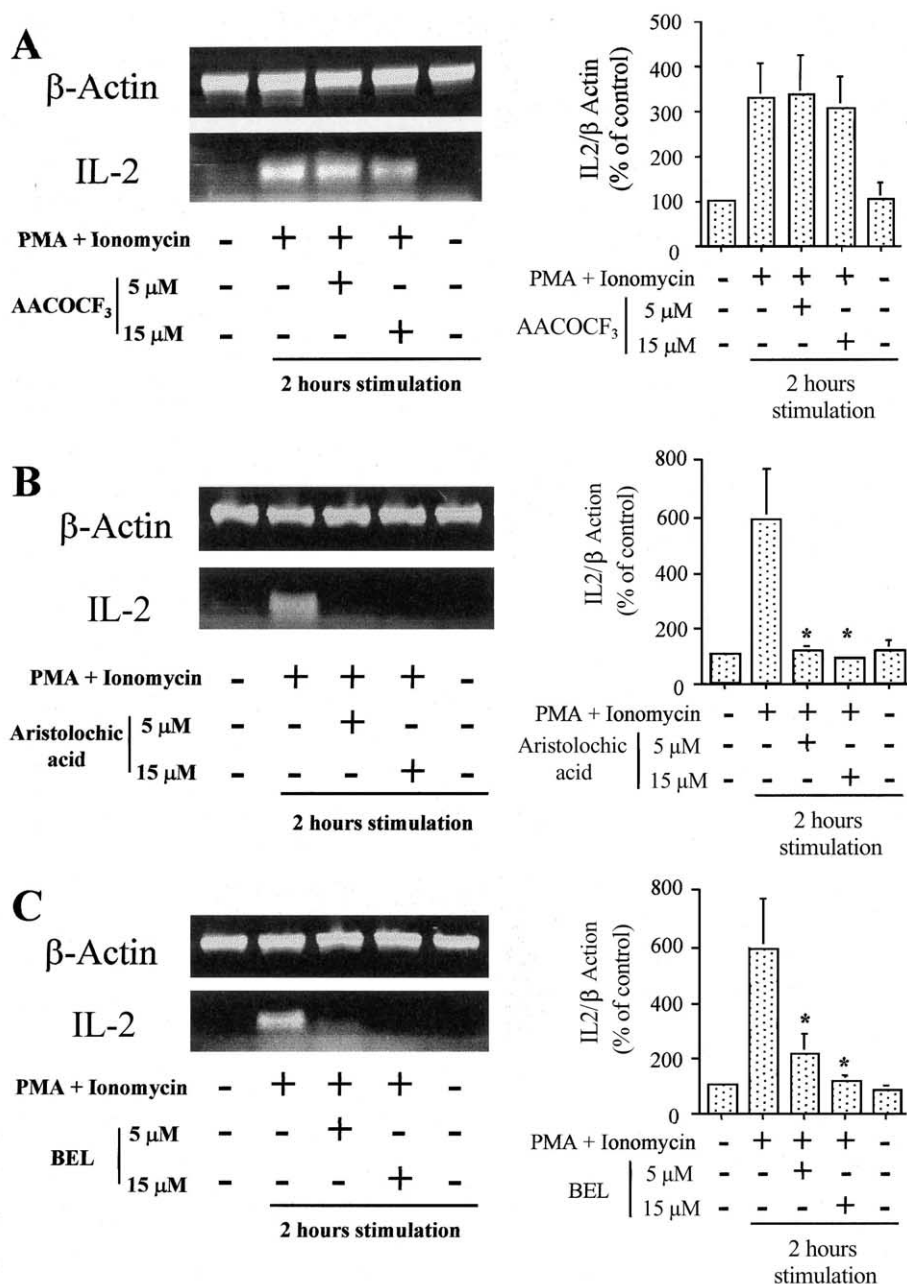 A
β-Actin
IL-2
PMA + Ionomycin - + + + -
AACOCF3
5 μM - - + - -
15 μM - - - + -
2 hours stimulation
IL2/β Actin
(% of control)
500
400
300
200
100
0
PMA + Ionomycin - + + + -
AACOCF3
5 μM - - + - -
15 μM - - - + -
2 hours
stimulation
B
β-Actin
IL-2
PMA + Ionomycin - + + + -
Aristolochic
acid
5 μM - - + - -
15 μM - - - + -
2 hours stimulation
IL2/β Action
(% of control)
800
600
400
200
0
* *
PMA + Ionomycin - + + + -
Aristolochic
acid
5 μM - - + - -
15 μM - - - + -
2 hours
stimulation
C
β-Actin
IL-2
PMA + Ionomycin - + + + -
BEL
5 μM - - + - -
15 μM - - - + -
2 hours stimulation
IL2/β Action
(% of control)
800
600
400
200
0
* *
PMA + Ionomycin - + + + -
BEL
5 μM - - + - -
15 μM - - - + -
2 hours
stimulation